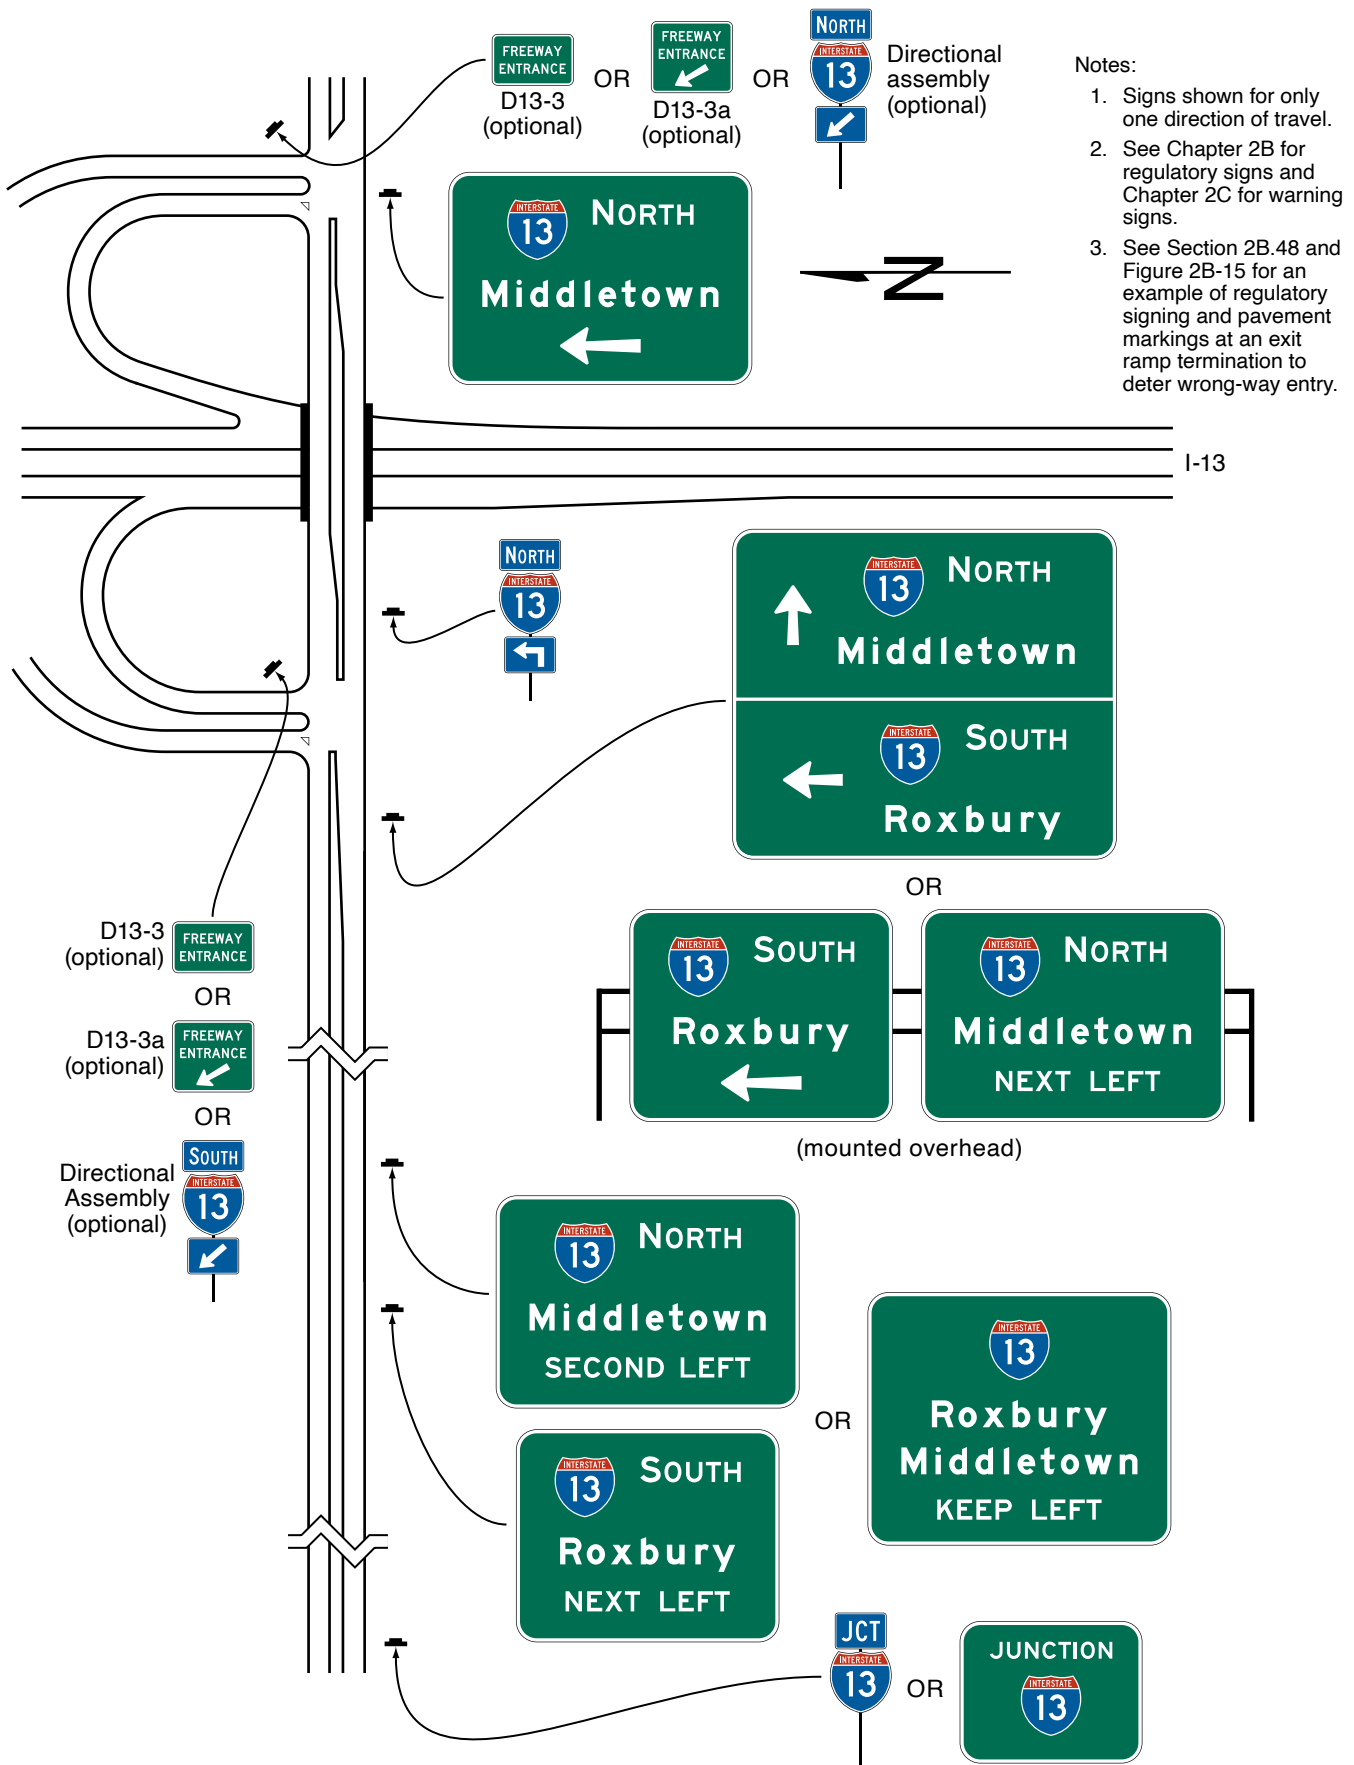 FREEWAY
ENTRANCE
D13-3
(optional)
OR
FREEWAY
ENTRANCE
D13-3a
(optional)
OR
NORTH
INTERSTATE
13
Directional
assembly
(optional)
Notes:
1. Signs shown for only
one direction of travel.
2. See Chapter 2B for
regulatory signs and
Chapter 2C for warning
signs.
3. See Section 2B.48 and
Figure 2B-15 for an
example of regulatory
signing and pavement
markings at an exit
ramp termination to
deter wrong-way entry.
INTERSTATE
13 NORTH
Middletown
N
I-13
NORTH
INTERSTATE
13
INTERSTATE
13 NORTH
Middletown
INTERSTATE
13 SOUTH
Roxbury
OR
INTERSTATE
13 SOUTH
Roxbury
INTERSTATE
13 NORTH
Middletown
NEXT LEFT
(mounted overhead)
D13-3
(optional)
FREEWAY
ENTRANCE
OR
D13-3a
(optional)
FREEWAY
ENTRANCE
OR
Directional
Assembly
(optional)
SOUTH
INTERSTATE
13
INTERSTATE
13 NORTH
Middletown
SECOND LEFT
INTERSTATE
13 SOUTH
Roxbury
NEXT LEFT
OR
INTERSTATE
13
Roxbury
Middletown
KEEP LEFT
JCT
INTERSTATE
13
OR
JUNCTION
INTERSTATE
13